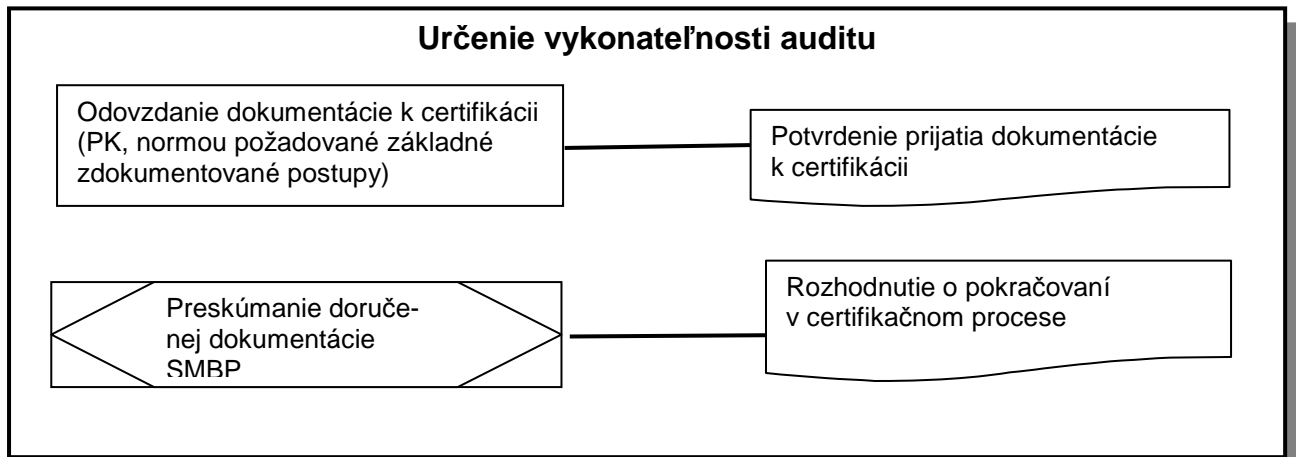 Určenie vykonateľnosti auditu
Odovzdanie dokumentácie k certifikácii
(PK, normou požadované základné
zdokumentované postupy)
Potvrdenie prijatia dokumentácie
k certifikácii
Preskúmanie doruče-
nej dokumentácie
SMBP
Rozhodnutie o pokračovaní
v certifikačnom procese